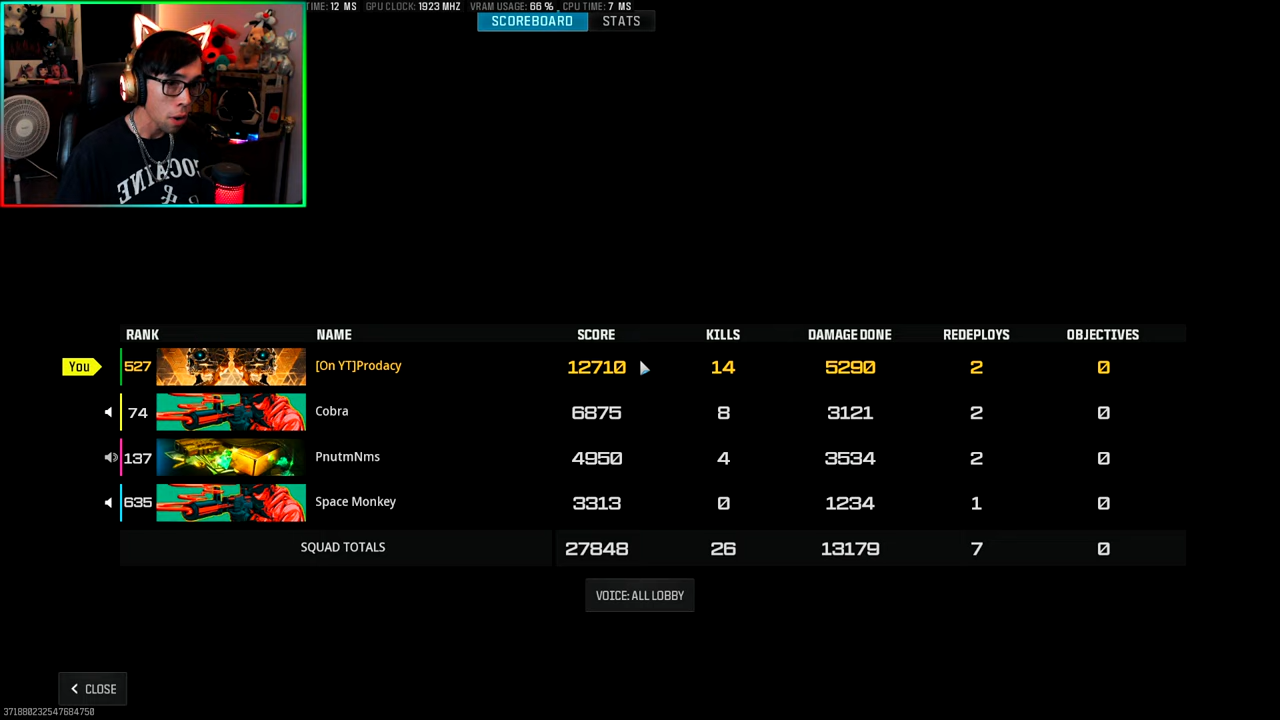 TIME: 12 MS GPU CLOCK: 1923 MHZ VRAM USAGE: 66 % CPU TIME: 7 MS
SCOREBOARD STATS
COCAINE
&
RANK NAME SCORE KILLS DAMAGE DONE REDEPLOYS OBJECTIVES
You 527 [On YT]Prodacy 12710 14 5290 2 0
74 Cobra 6875 8 3121 2 0
137 PnutmNms 4950 4 3534 2 0
635 Space Monkey 3313 0 1234 1 0
SQUAD TOTALS 27848 26 13179 7 0
VOICE: ALL LOBBY
CLOSE
371880232547684750